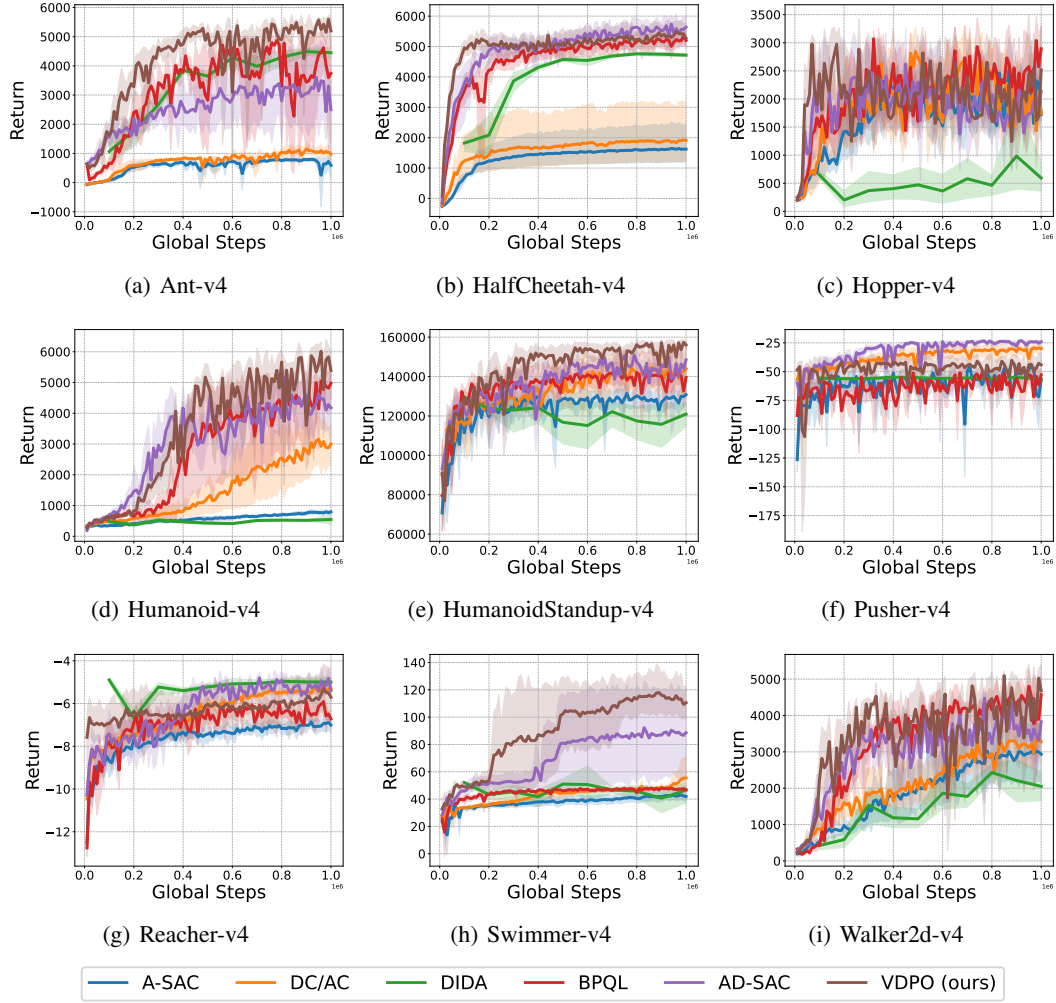 6000
5000
4000
3000
2000
1000
0
−1000
Return
0.0 0.2 0.4 0.6 0.8 1.0
1e6
Global Steps
(a) Ant-v4
6000
5000
4000
3000
2000
1000
0
Return
0.0 0.2 0.4 0.6 0.8 1.0
1e6
Global Steps
(b) HalfCheetah-v4
3500
3000
2500
2000
1500
1000
500
0
Return
0.0 0.2 0.4 0.6 0.8 1.0
1e6
Global Steps
(c) Hopper-v4
6000
5000
4000
3000
2000
1000
0
Return
0.0 0.2 0.4 0.6 0.8 1.0
1e6
Global Steps
(d) Humanoid-v4
160000
140000
120000
100000
80000
60000
Return
0.0 0.2 0.4 0.6 0.8 1.0
1e6
Global Steps
(e) HumanoidStandup-v4
−25
−50
−75
−100
−125
−150
−175
Return
0.0 0.2 0.4 0.6 0.8 1.0
1e6
Global Steps
(f) Pusher-v4
−4
−6
−8
−10
−12
Return
0.0 0.2 0.4 0.6 0.8 1.0
1e6
Global Steps
(g) Reacher-v4
140
120
100
80
60
40
20
0
Return
0.0 0.2 0.4 0.6 0.8 1.0
1e6
Global Steps
(h) Swimmer-v4
5000
4000
3000
2000
1000
0
Return
0.0 0.2 0.4 0.6 0.8 1.0
1e6
Global Steps
(i) Walker2d-v4
A-SAC DC/AC DIDA BPQL AD-SAC VDPO (ours)